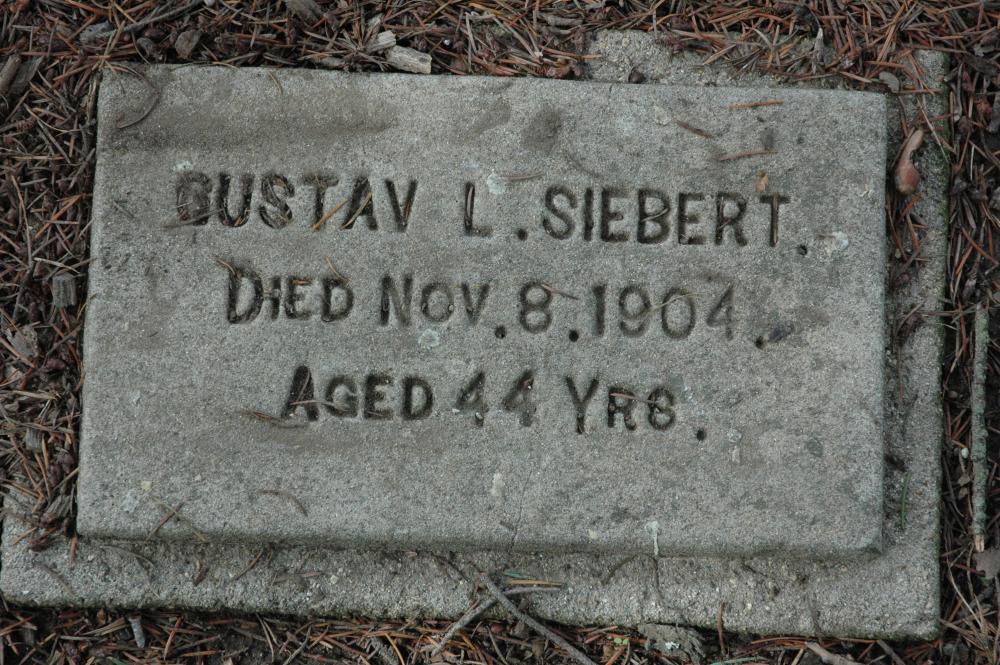 GUSTAV L. SIEBERT.
DIED NOV. 8. 1904.
AGED 44 YRS.